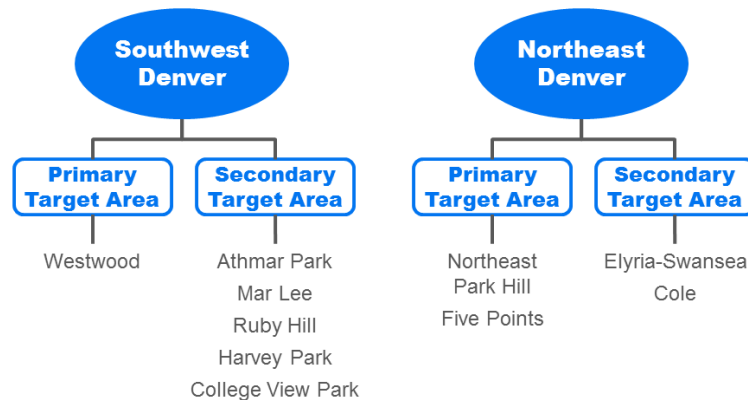 Southwest
Denver
Northeast
Denver
Primary
Target Area
Secondary
Target Area
Primary
Target Area
Secondary
Target Area
Westwood
Athmar Park
Mar Lee
Ruby Hill
Harvey Park
College View Park
Northeast
Park Hill
Five Points
Elyria-Swansea
Cole